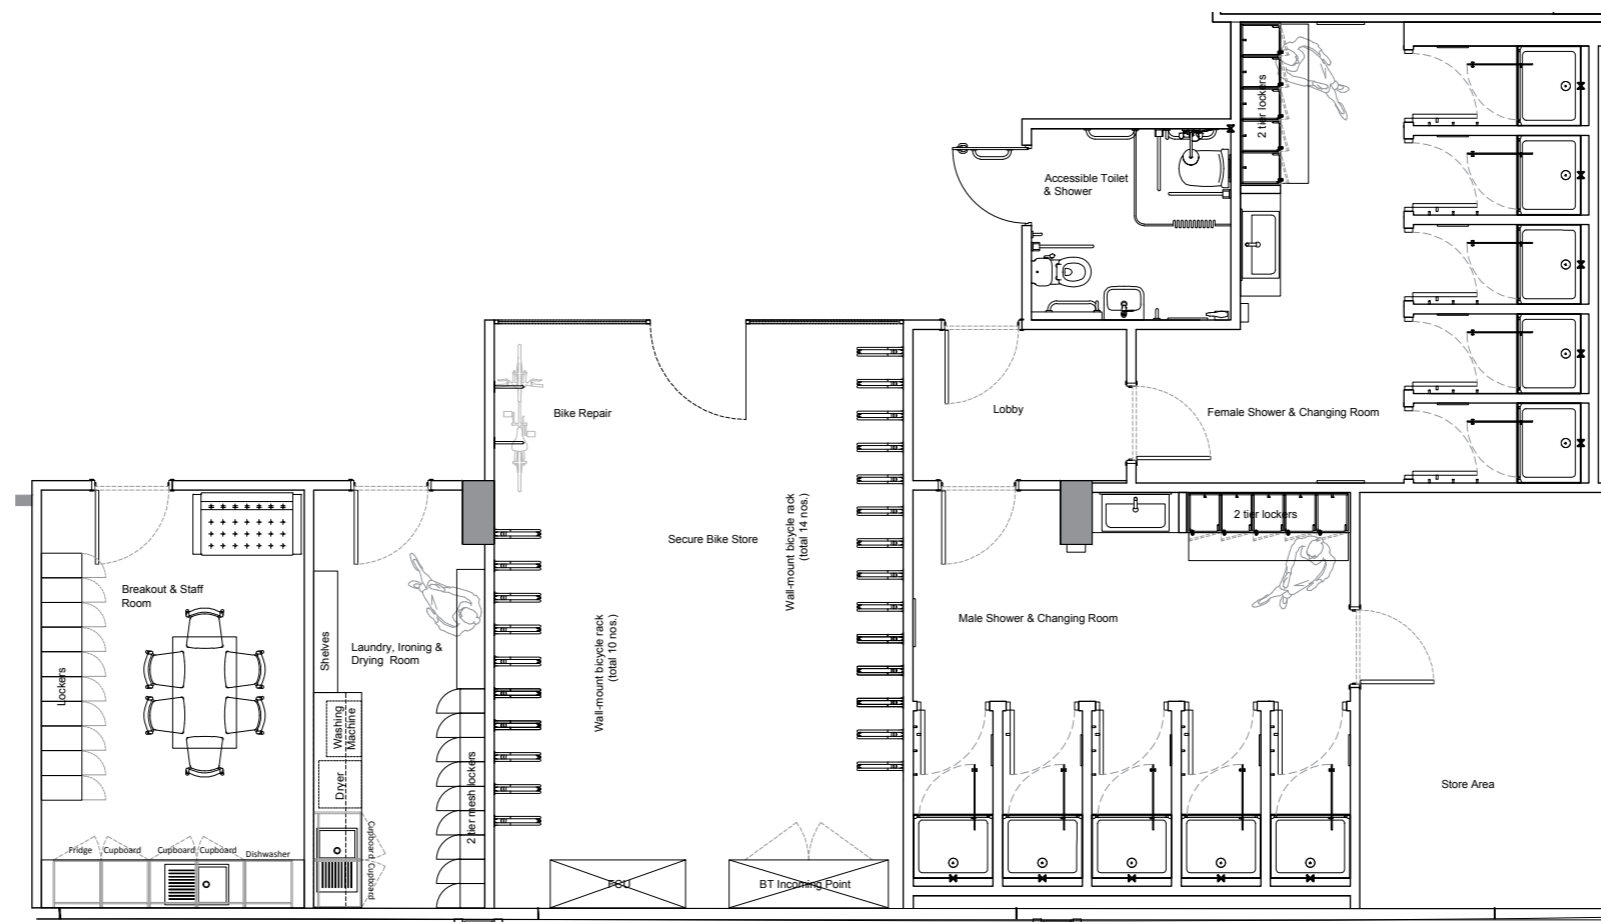 2 tier lockers
Accessible Toilet
& Shower
Bike Repair
Lobby
Female Shower & Changing Room
Wall-mount bicycle rack
(total 14 nos.)
2 tier lockers
Secure Bike Store
Breakout & Staff
Room
Wall-mount bicycle rack
(total 10 nos.)
Male Shower & Changing Room
Shelves
Laundry, Ironing &
Drying Room
Lockers
Washing
Machine
Dryer
2 tier mesh lockers
Store Area
Cupboard
Cupboard
Fridge
Cupboard
Cupboard
Cupboard
Dishwasher
FCU
BT Incoming Point